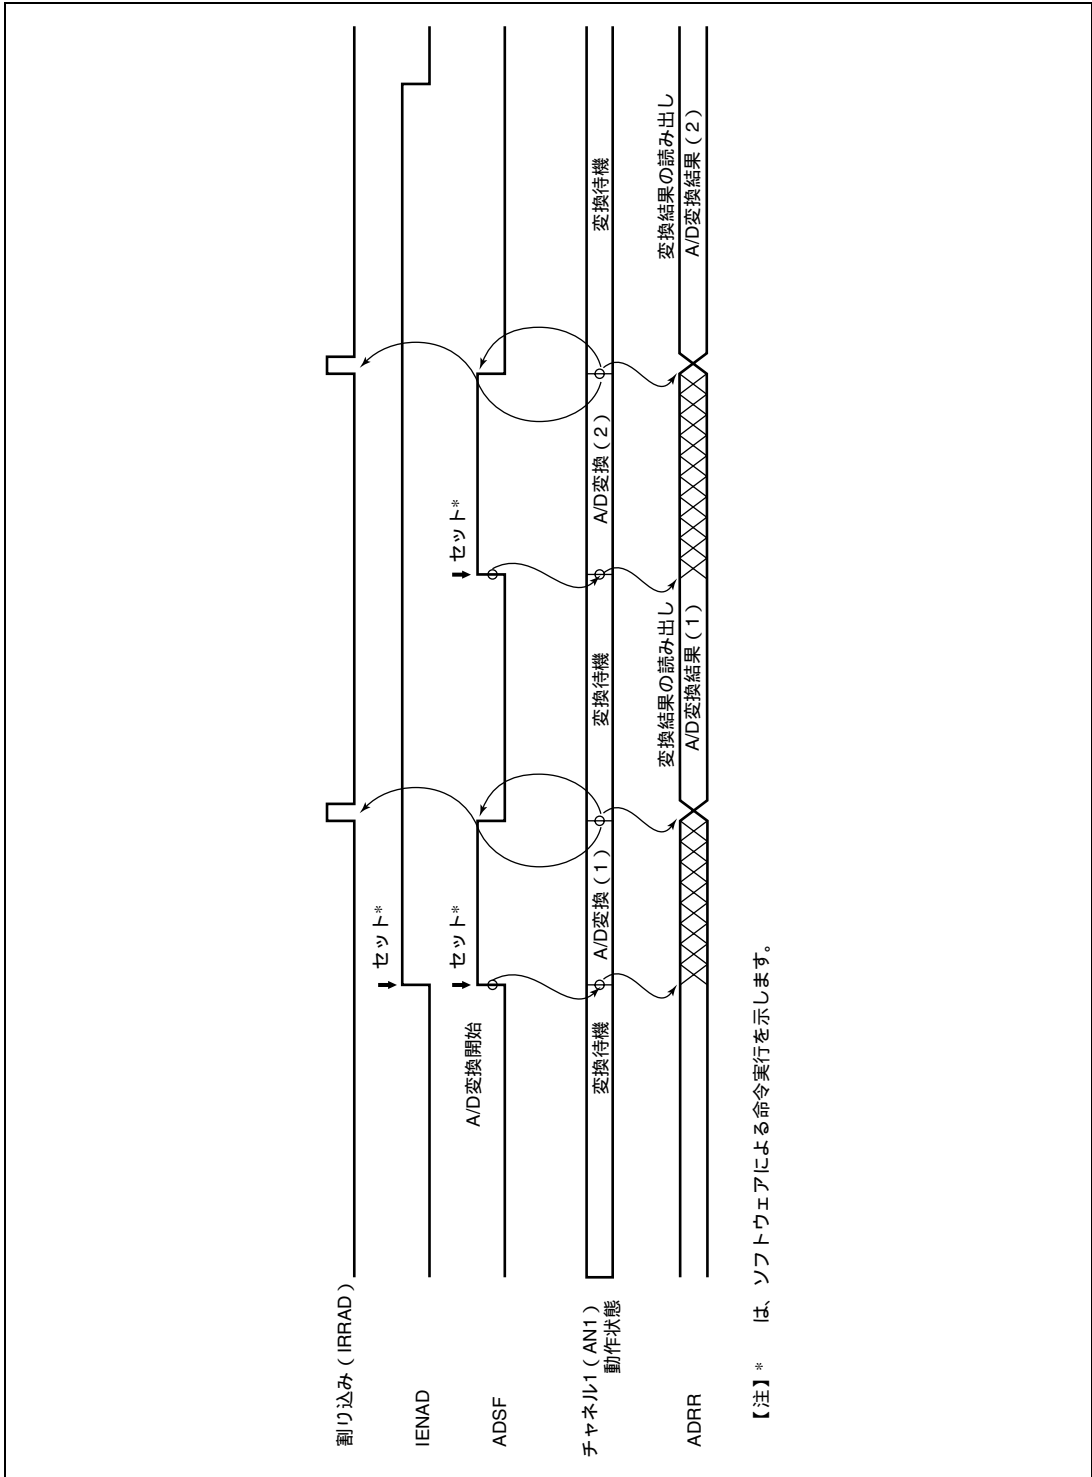 割り込み（IRRAD）
IENAD
セット*
ADSF
A/D変換開始
セット*
セット*
チャネル1（AN1）
動作状態
変換待機
A/D変換（1）
変換待機
A/D変換（2）
変換待機
ADRR
変換結果の読み出し
A/D変換結果（1）
変換結果の読み出し
A/D変換結果（2）
【注】* は、ソフトウェアによる命令実行を示します。